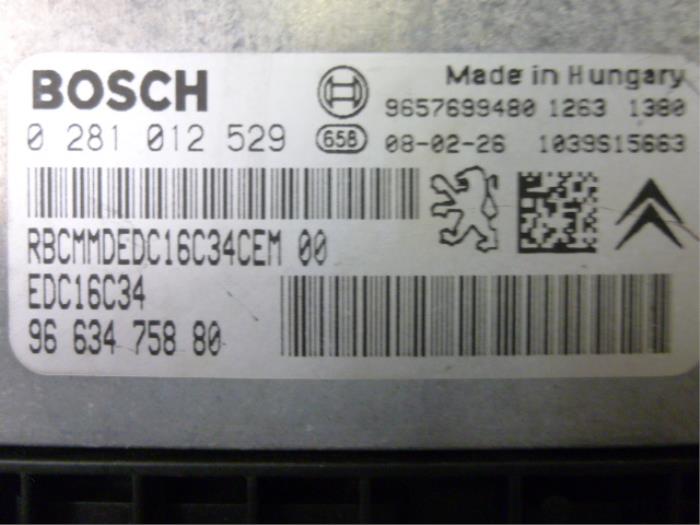 BOSCH
Made in Hungary
9657699480 1263 1380
0 281 012 529
658 08-02-26 1039S15663
RBCMMDEDC16C34CEM 00
EDC16C34
96 634 758 80